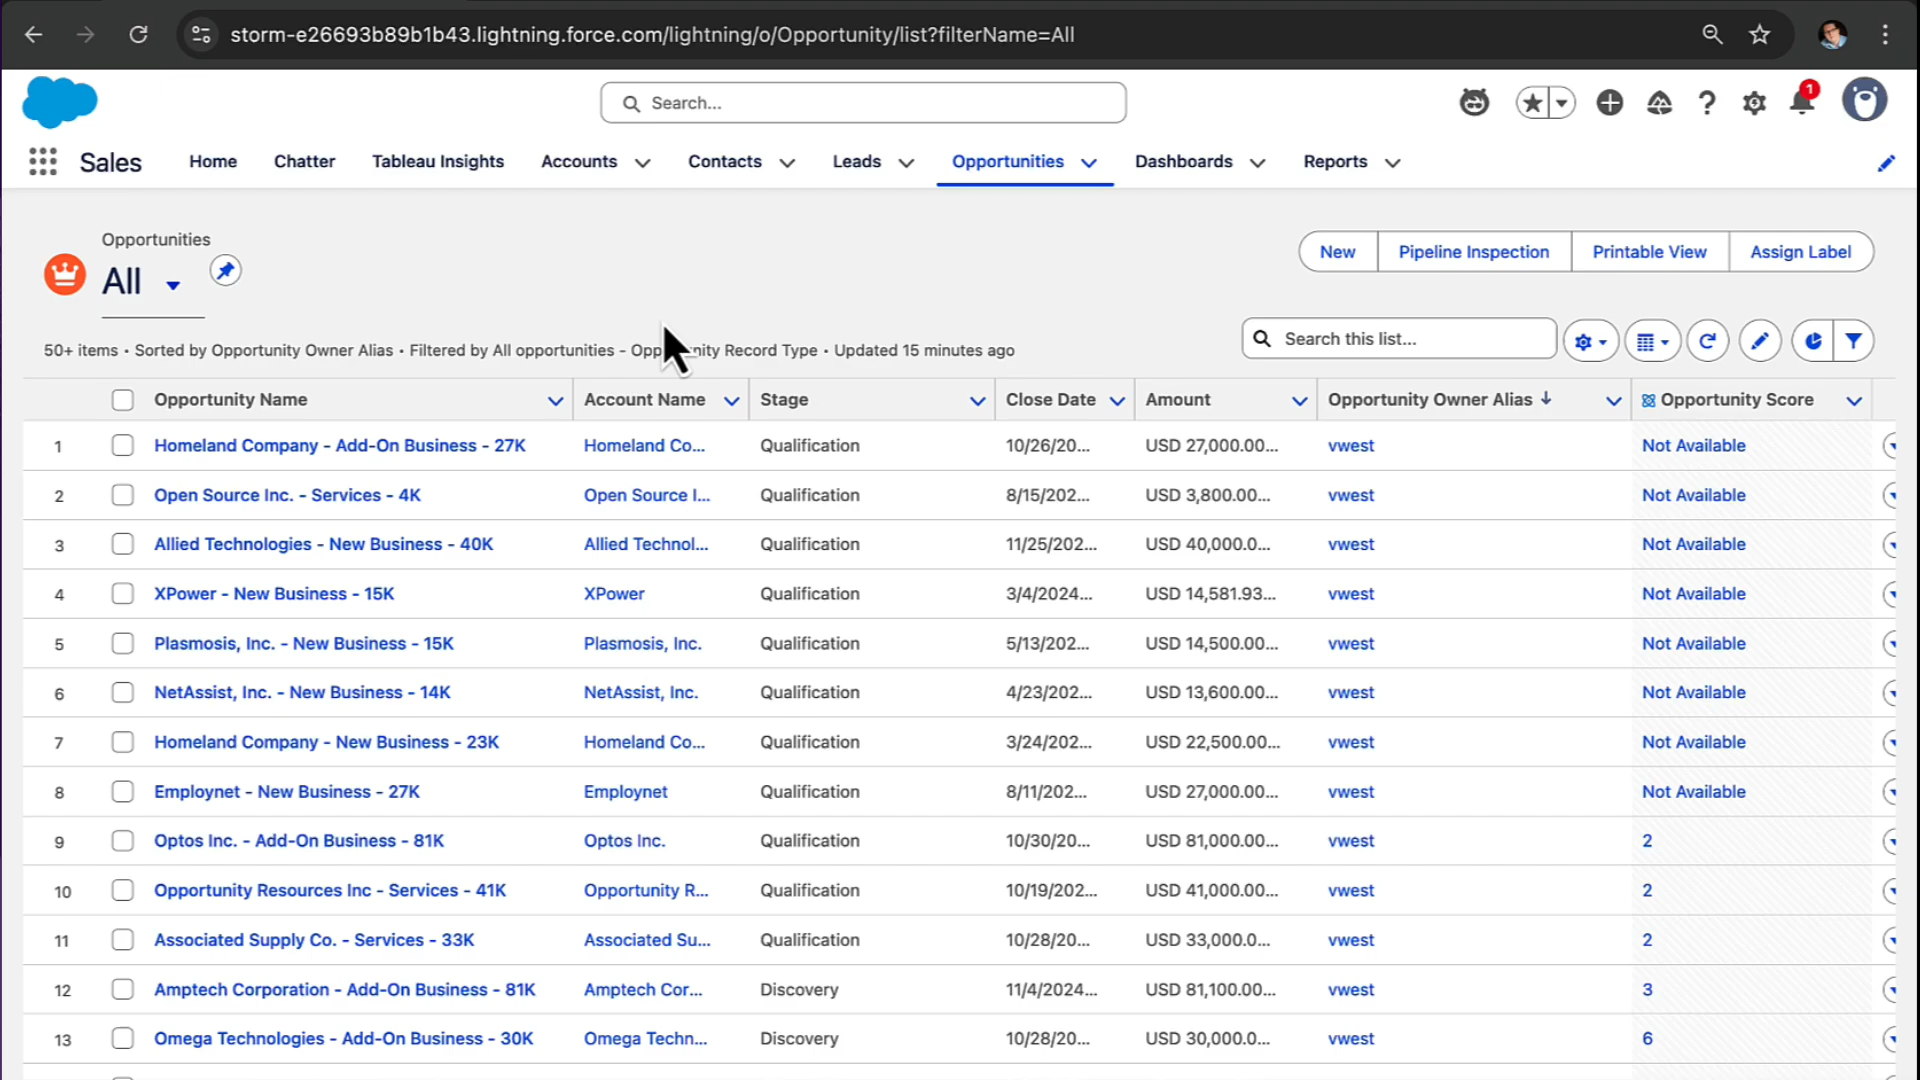 storm-e26693b89b1b43.lightning.force.com/lightning/o/Opportunity/list?filterName=All
Search...
1
Sales Home Chatter Tableau Insights Accounts Contacts Leads Opportunities Dashboards Reports
Opportunities
All
New Pipeline Inspection Printable View Assign Label
50+ items • Sorted by Opportunity Owner Alias • Filtered by All opportunities - Record Type • Updated 15 minutes ago
Search this list...
Opportunity Name Account Name Stage Close Date Amount Opportunity Owner Alias Opportunity Score
1 Homeland Company - Add-On Business - 27K Homeland Co... Qualification 10/26/20... USD 27,000.00... vwest Not Available
2 Open Source Inc. - Services - 4K Open Source I... Qualification 8/15/202... USD 3,800.00... vwest Not Available
3 Allied Technologies - New Business - 40K Allied Technol... Qualification 11/25/202... USD 40,000.0... vwest Not Available
4 XPower - New Business - 15K XPower Qualification 3/4/2024... USD 14,581.93... vwest Not Available
5 Plasmosis, Inc. - New Business - 15K Plasmosis, Inc. Qualification 5/13/202... USD 14,500.00... vwest Not Available
6 NetAssist, Inc. - New Business - 14K NetAssist, Inc. Qualification 4/23/202... USD 13,600.00... vwest Not Available
7 Homeland Company - New Business - 23K Homeland Co... Qualification 3/24/202... USD 22,500.00... vwest Not Available
8 Employnet - New Business - 27K Employnet Qualification 8/11/202... USD 27,000.00... vwest Not Available
9 Optos Inc. - Add-On Business - 81K Optos Inc. Qualification 10/30/20... USD 81,000.00... vwest 2
10 Opportunity Resources Inc - Services - 41K Opportunity R... Qualification 10/19/202... USD 41,000.00... vwest 2
11 Associated Supply Co. - Services - 33K Associated Su... Qualification 10/28/20... USD 33,000.0... vwest 2
12 Amptech Corporation - Add-On Business - 81K Amptech Cor... Discovery 11/4/2024... USD 81,100.00... vwest 3
13 Omega Technologies - Add-On Business - 30K Omega Techn... Discovery 10/28/20... USD 30,000.0... vwest 6